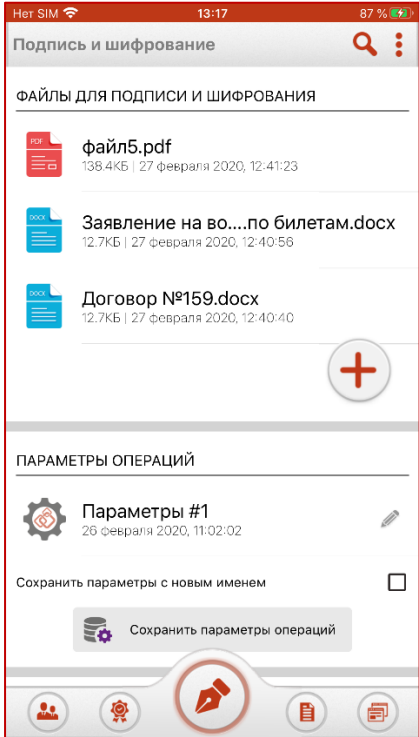 Нет SIM 13:17 87 %
Подпись и шифрование
ФАЙЛЫ ДЛЯ ПОДПИСИ И ШИФРОВАНИЯ
PDF
файл5.pdf
138.4КБ | 27 февраля 2020, 12:41:23
DOCX
Заявление на во....по билетам.docx
12.7КБ | 27 февраля 2020, 12:40:56
DOCX
Договор №159.docx
12.7КБ | 27 февраля 2020, 12:40:40
ПАРАМЕТРЫ ОПЕРАЦИЙ
Параметры #1
26 февраля 2020, 11:02:02
Сохранить параметры с новым именем
Сохранить параметры операций